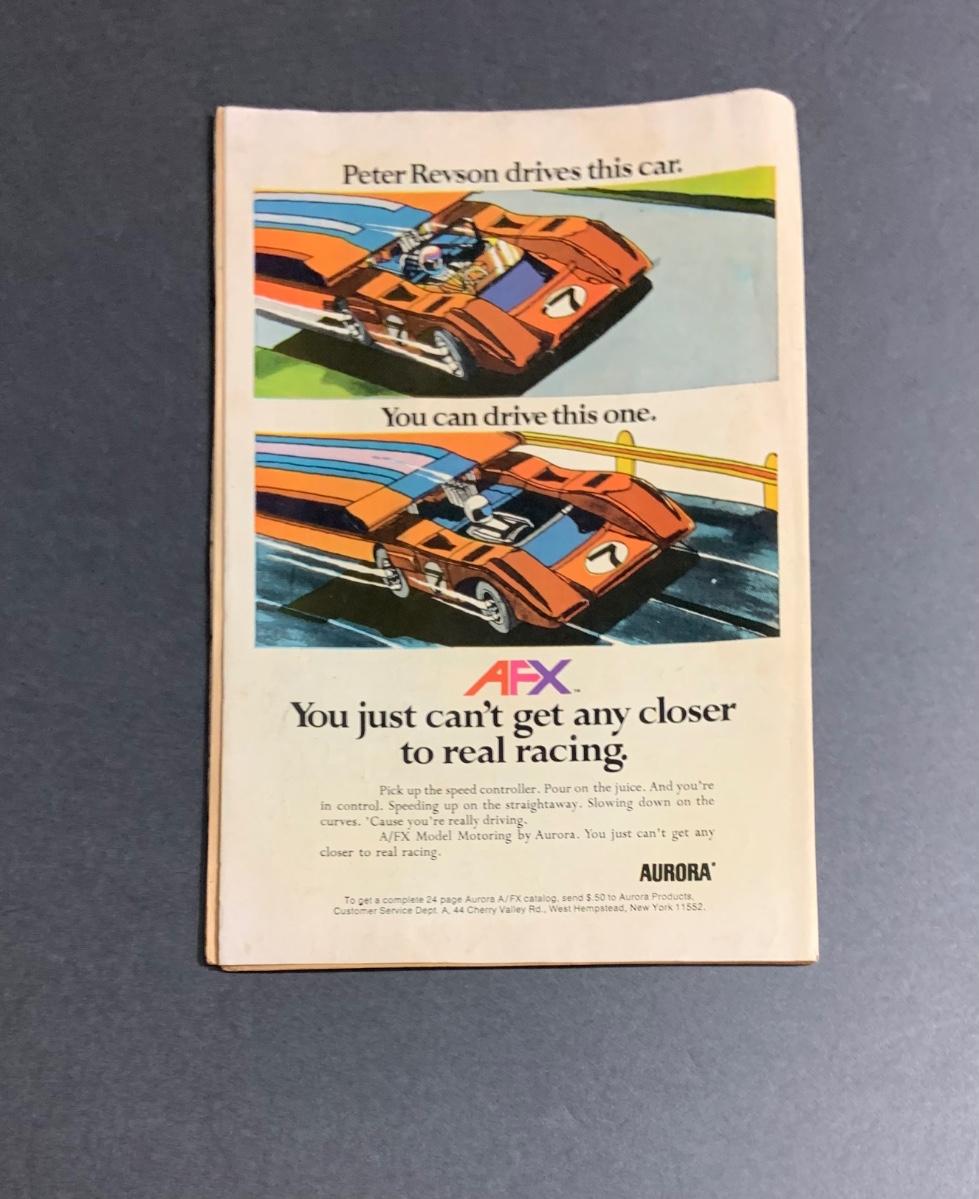 Peter Revson drives this car.
7
7
You can drive this one.
7
7
AFX™
You just can't get any closer
to real racing.
Pick up the speed controller. Pour on the juice. And you're
in control. Speeding up on the straightaway. Slowing down on the
curves. 'Cause you're really driving.
A/FX Model Motoring by Aurora. You just can't get any
closer to real racing.
AURORA®
To get a complete 24 page Aurora A/FX catalog, send $.50 to Aurora Products,
Customer Service Dept. A, 44 Cherry Valley Rd., West Hempstead, New York 11552.